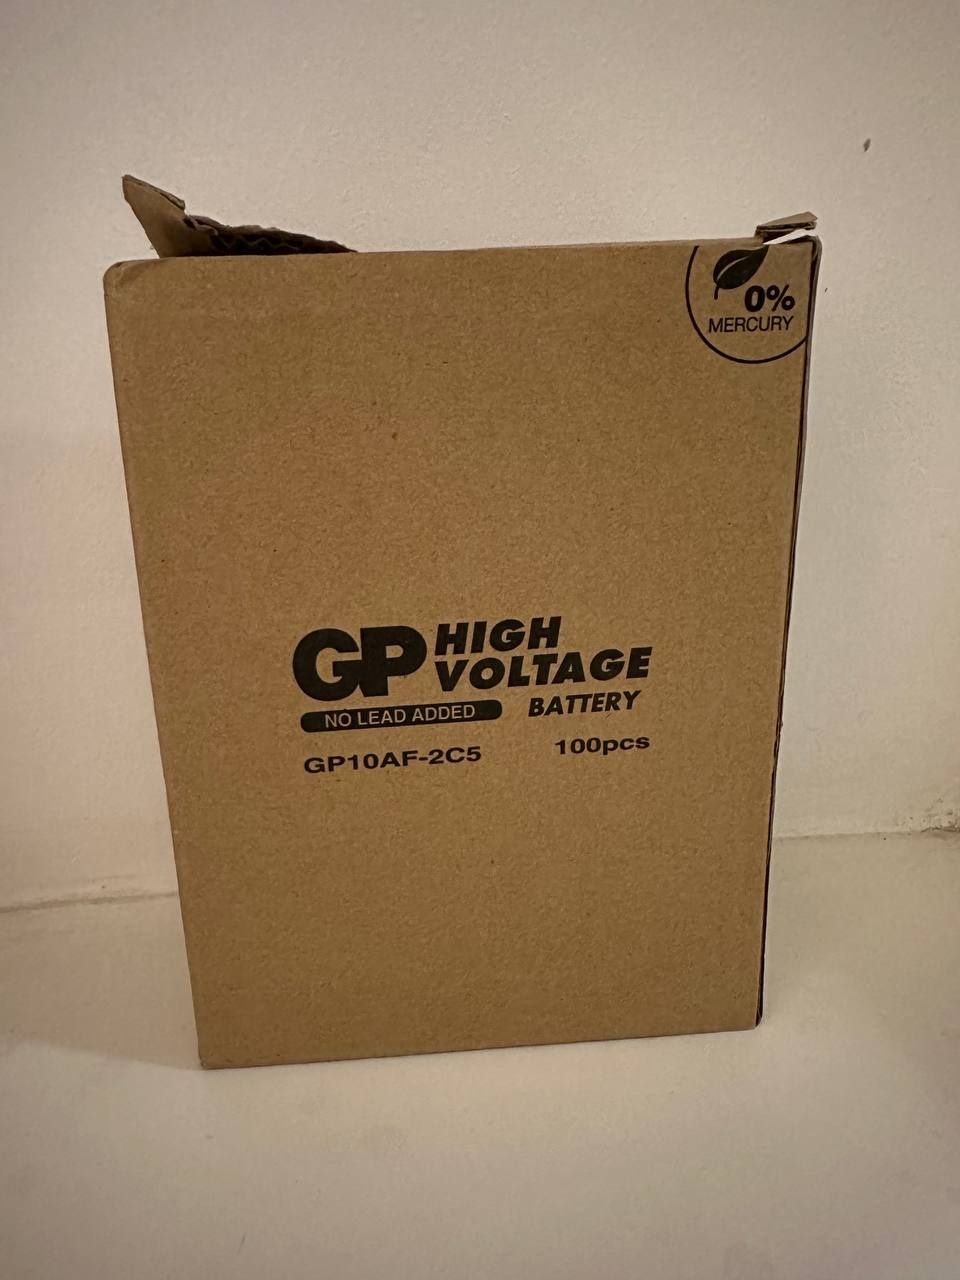 0%
MERCURY
GP HIGH
VOLTAGE
NO LEAD ADDED BATTERY
GP10AF-2C5 100pcs